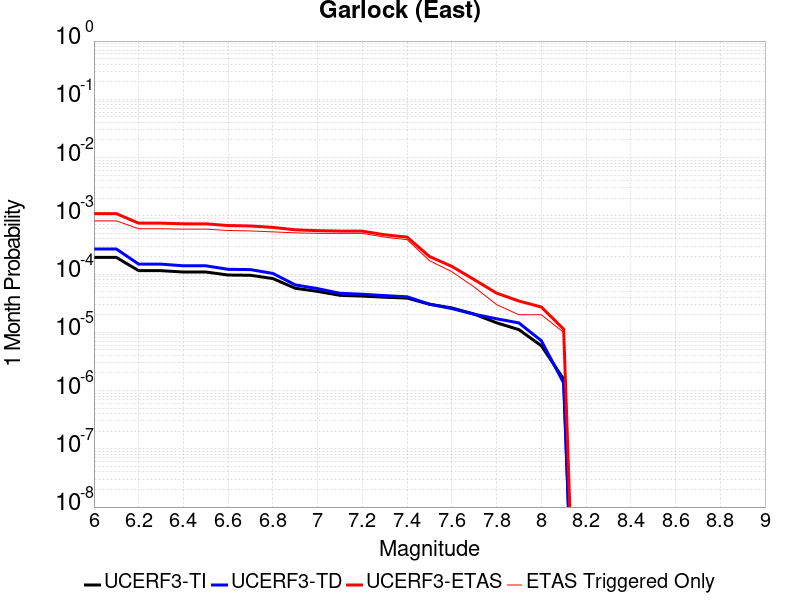 Garlock (East)
1 Month Probability
10^0
10^-1
10^-2
10^-3
10^-4
10^-5
10^-6
10^-7
10^-8
6 6.2 6.4 6.6 6.8 7 7.2 7.4 7.6 7.8 8 8.2 8.4 8.6 8.8 9
Magnitude
UCERF3-TI UCERF3-TD UCERF3-ETAS ETAS Triggered Only